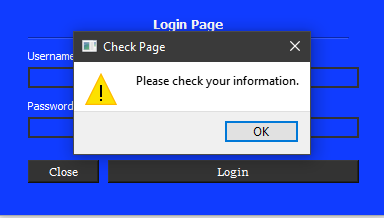 Login Page
Check Page
Username
Please check your information.
Password
OK
Close
Login